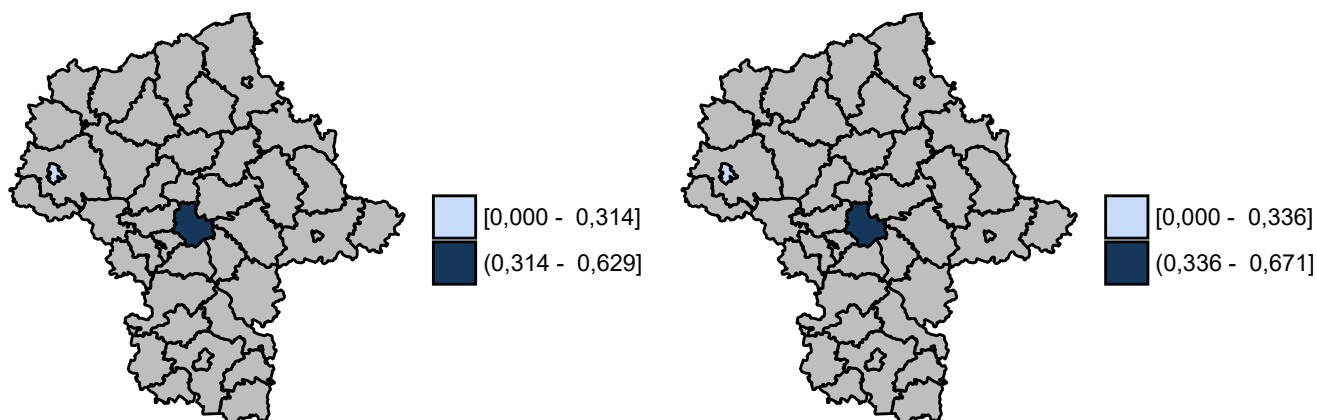 [0,000 - 0,314]
(0,314 - 0,629]
[0,000 - 0,336]
(0,336 - 0,671]